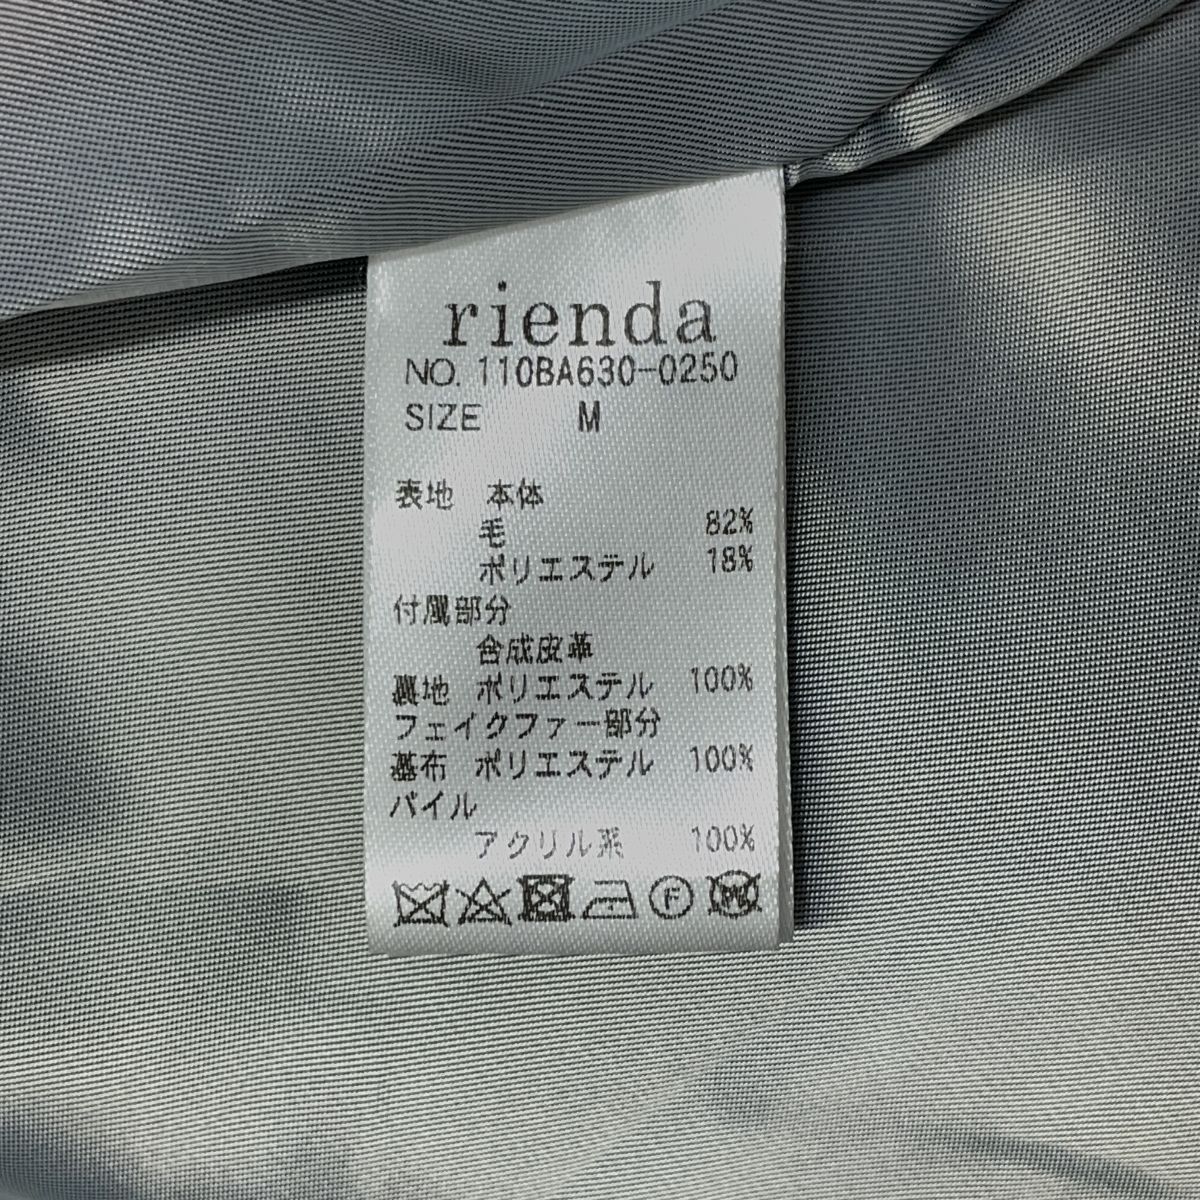 rienda
NO. 110BA630-0250
SIZE M
表地 本体
毛 82%
ポリエステル 18%
付属部分
合成皮革
裏地 ポリエステル 100%
フェイクファー部分
基布 ポリエステル 100%
パイル
アクリル系 100%
F